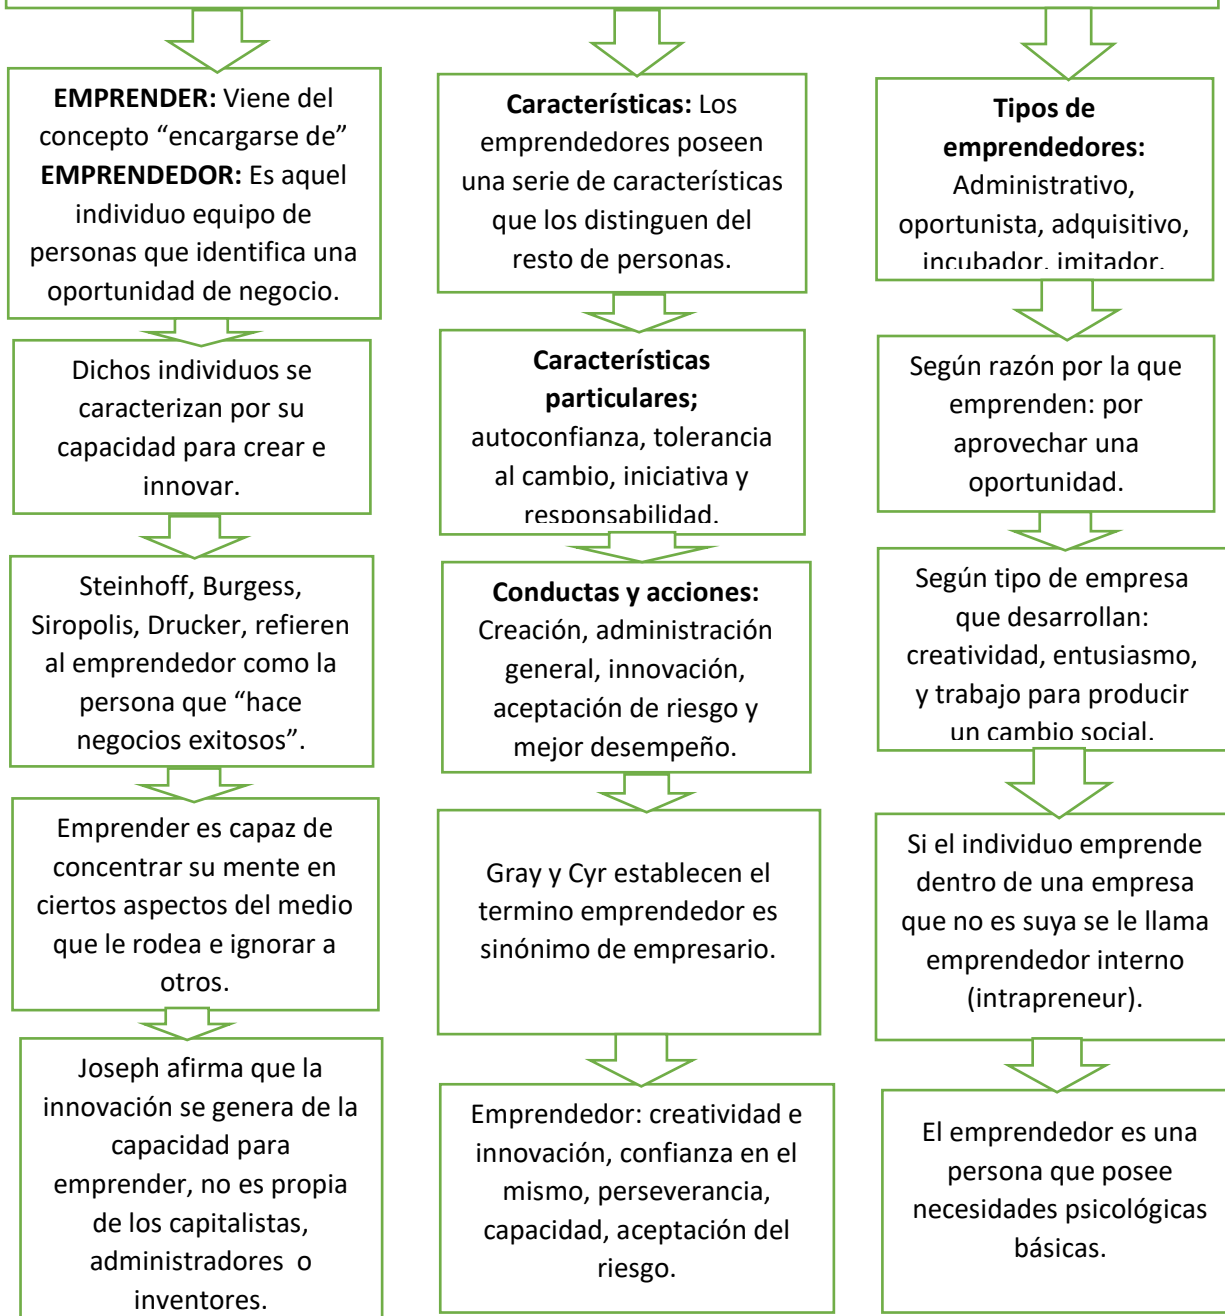 EMPRENDER: Viene del
concepto “encargarse de”
EMPRENDEDOR: Es aquel
individuo equipo de
personas que identifica una
oportunidad de negocio.
Dichos individuos se
caracterizan por su
capacidad para crear e
innovar.
Steinhoff, Burgess,
Siropolis, Drucker, refieren
al emprendedor como la
persona que “hace
negocios exitosos”.
Emprender es capaz de
concentrar su mente en
ciertos aspectos del medio
que le rodea e ignorar a
otros.
Joseph afirma que la
innovación se genera de la
capacidad para
emprender, no es propia
de los capitalistas,
administradores o
inventores.
Características: Los
emprendedores poseen
una serie de características
que los distinguen del
resto de personas.
Características
particulares;
autoconfianza, tolerancia
al cambio, iniciativa y
responsabilidad.
Conductas y acciones:
Creación, administración
general, innovación,
aceptación de riesgo y
mejor desempeño.
Gray y Cyr establecen el
termino emprendedor es
sinónimo de empresario.
Emprendedor: creatividad e
innovación, confianza en el
mismo, perseverancia,
capacidad, aceptación del
riesgo.
Tipos de
emprendedores:
Administrativo,
oportunista, adquisitivo,
incubador, imitador.
Según razón por la que
emprenden: por
aprovechar una
oportunidad.
Según tipo de empresa
que desarrollan:
creatividad, entusiasmo,
y trabajo para producir
un cambio social.
Si el individuo emprende
dentro de una empresa
que no es suya se le llama
emprendedor interno
(intrapreneur).
El emprendedor es una
persona que posee
necesidades psicológicas
básicas.